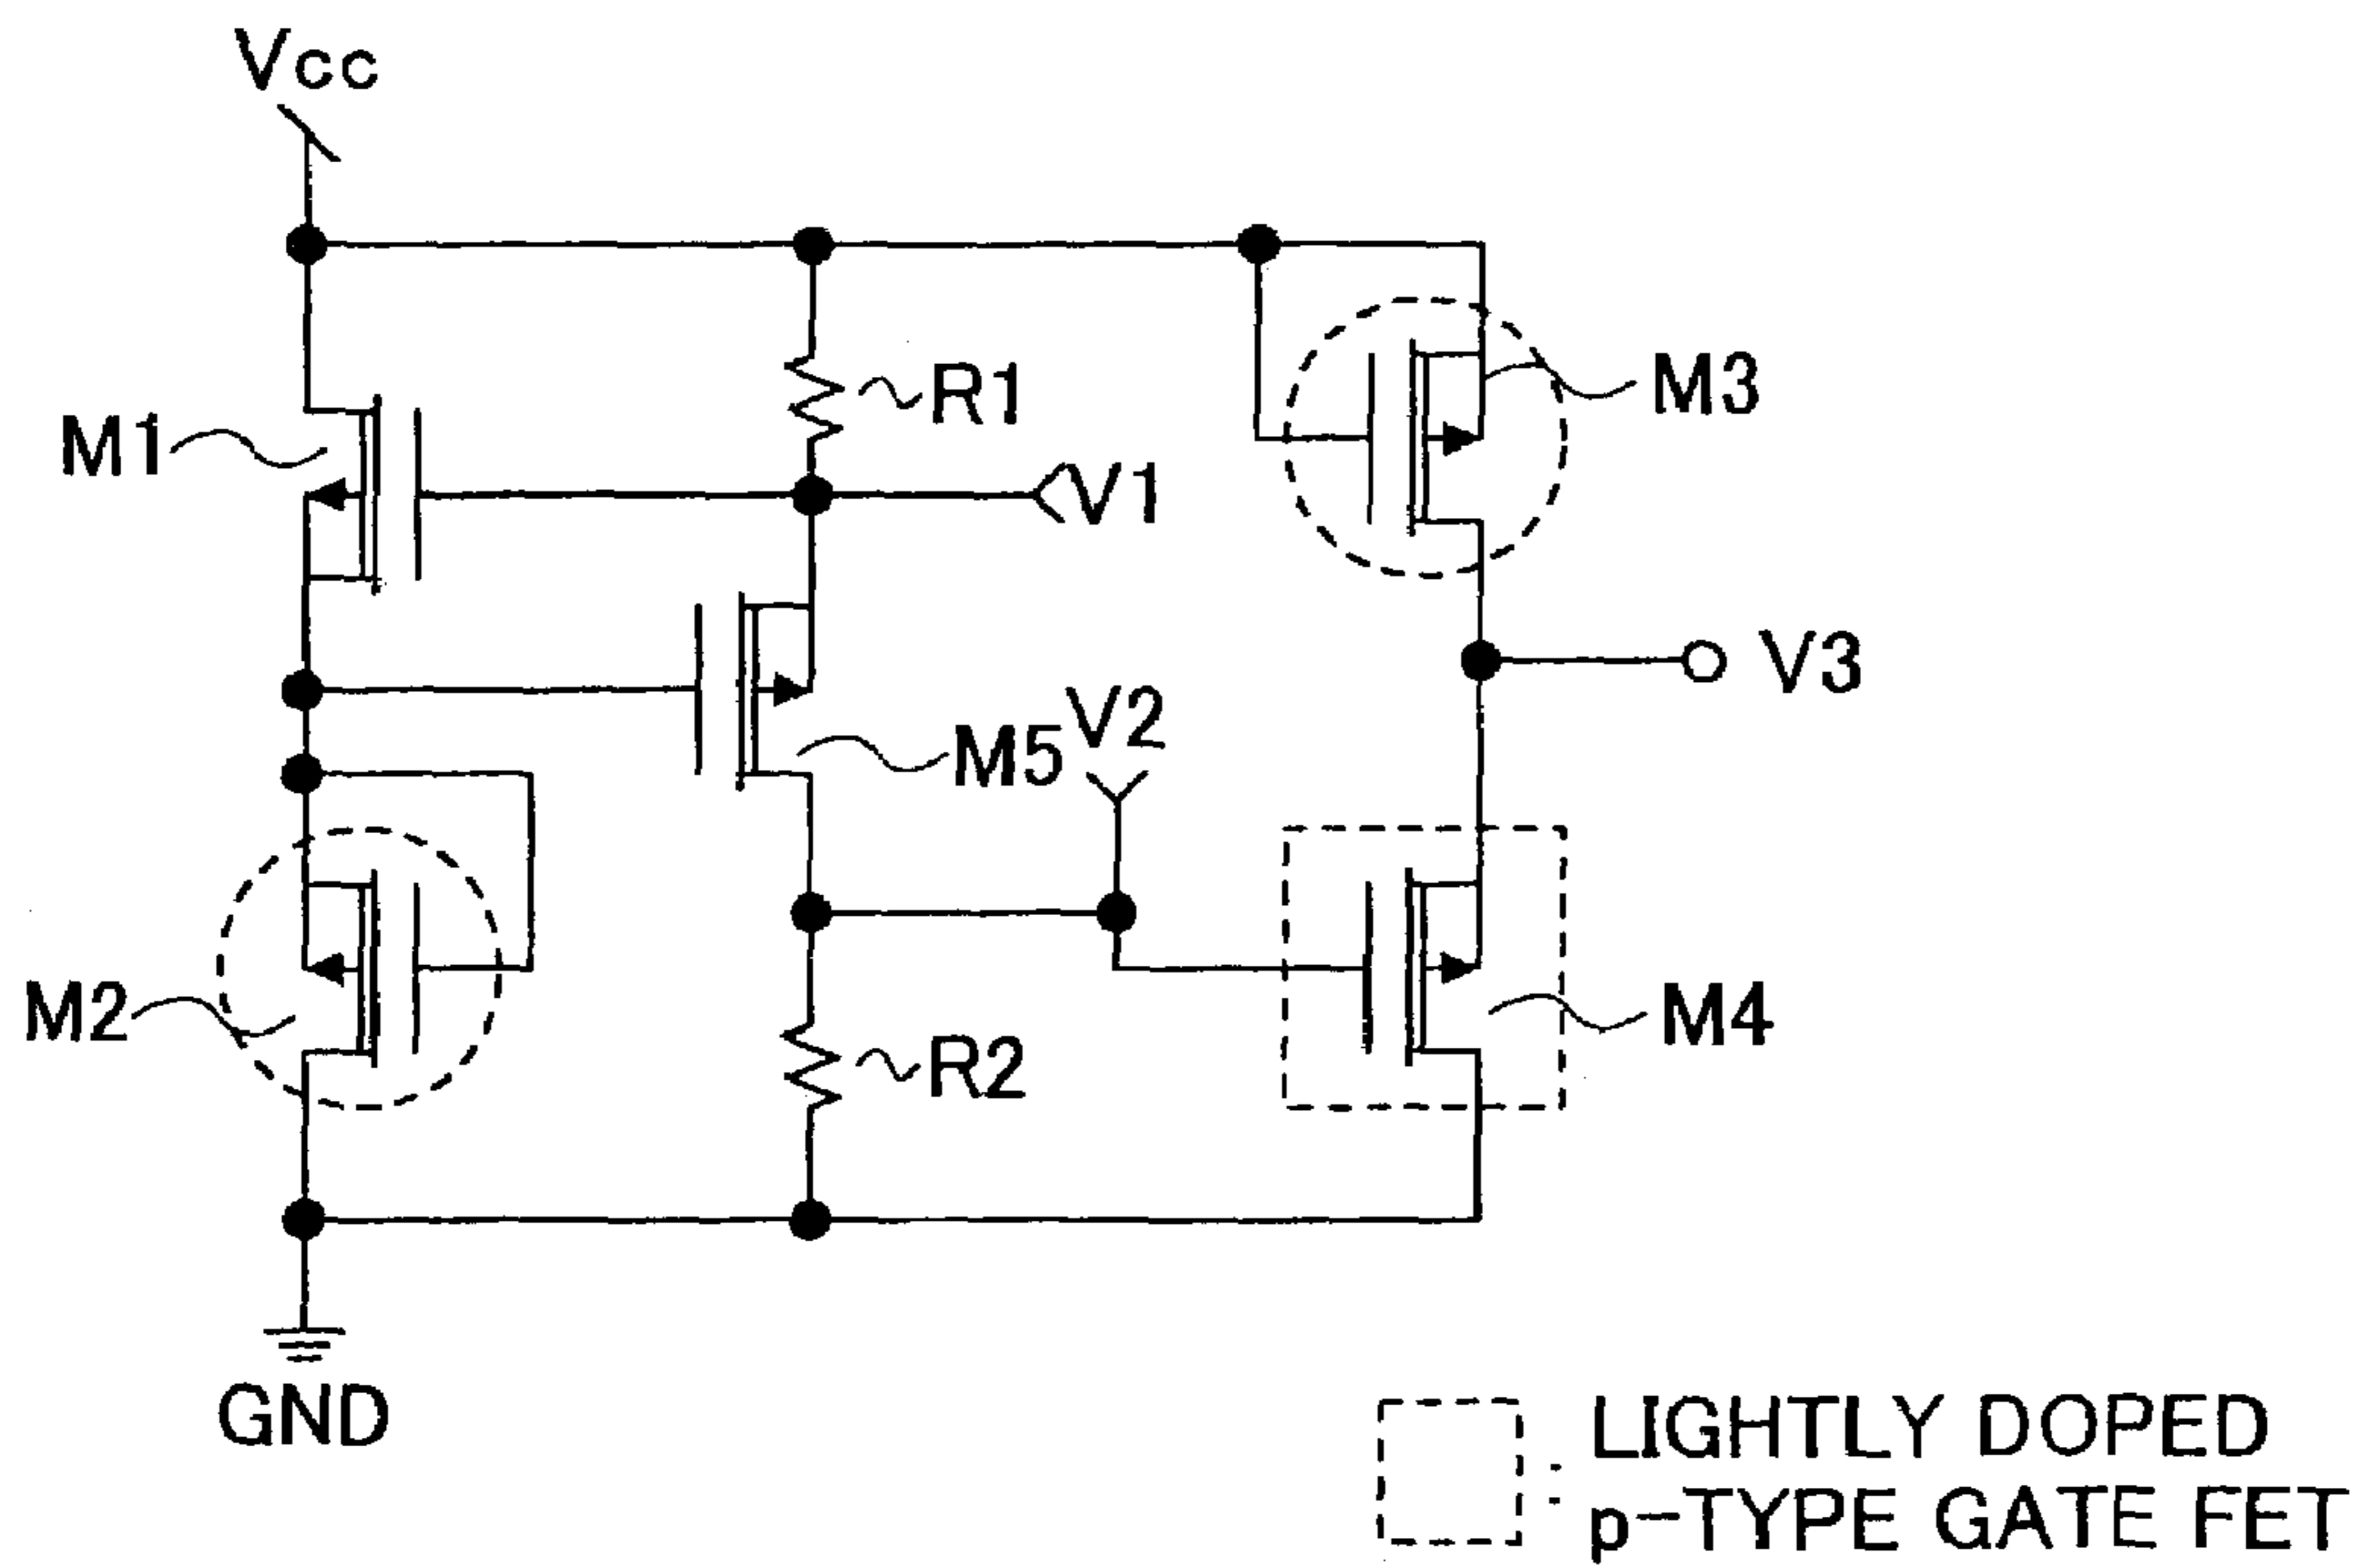 Vcc
M1
R1
V1
M3
V3
V2
M5
M2
R2
M4
GND
: LIGHTLY DOPED
p-TYPE GATE FET